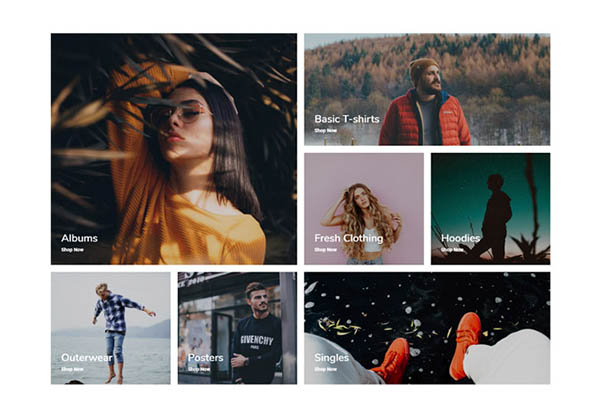 Basic T-shirts
Shop Now
Albums
Shop Now
Fresh Clothing
Shop Now
Hoodies
Shop Now
Outerwear
Shop Now
Posters
Shop Now
GIVENCHY
PARIS
Singles
Shop Now